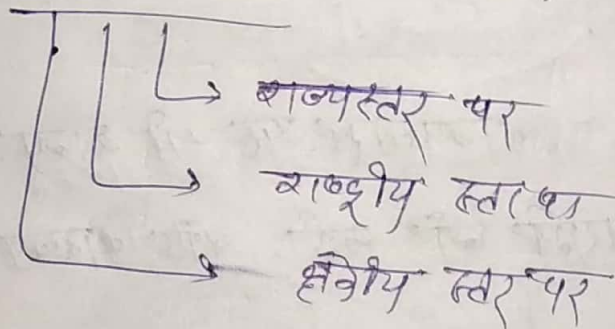 राज्यस्तर पर
राष्ट्रीय स्तर पर
क्षेत्रीय स्तर पर